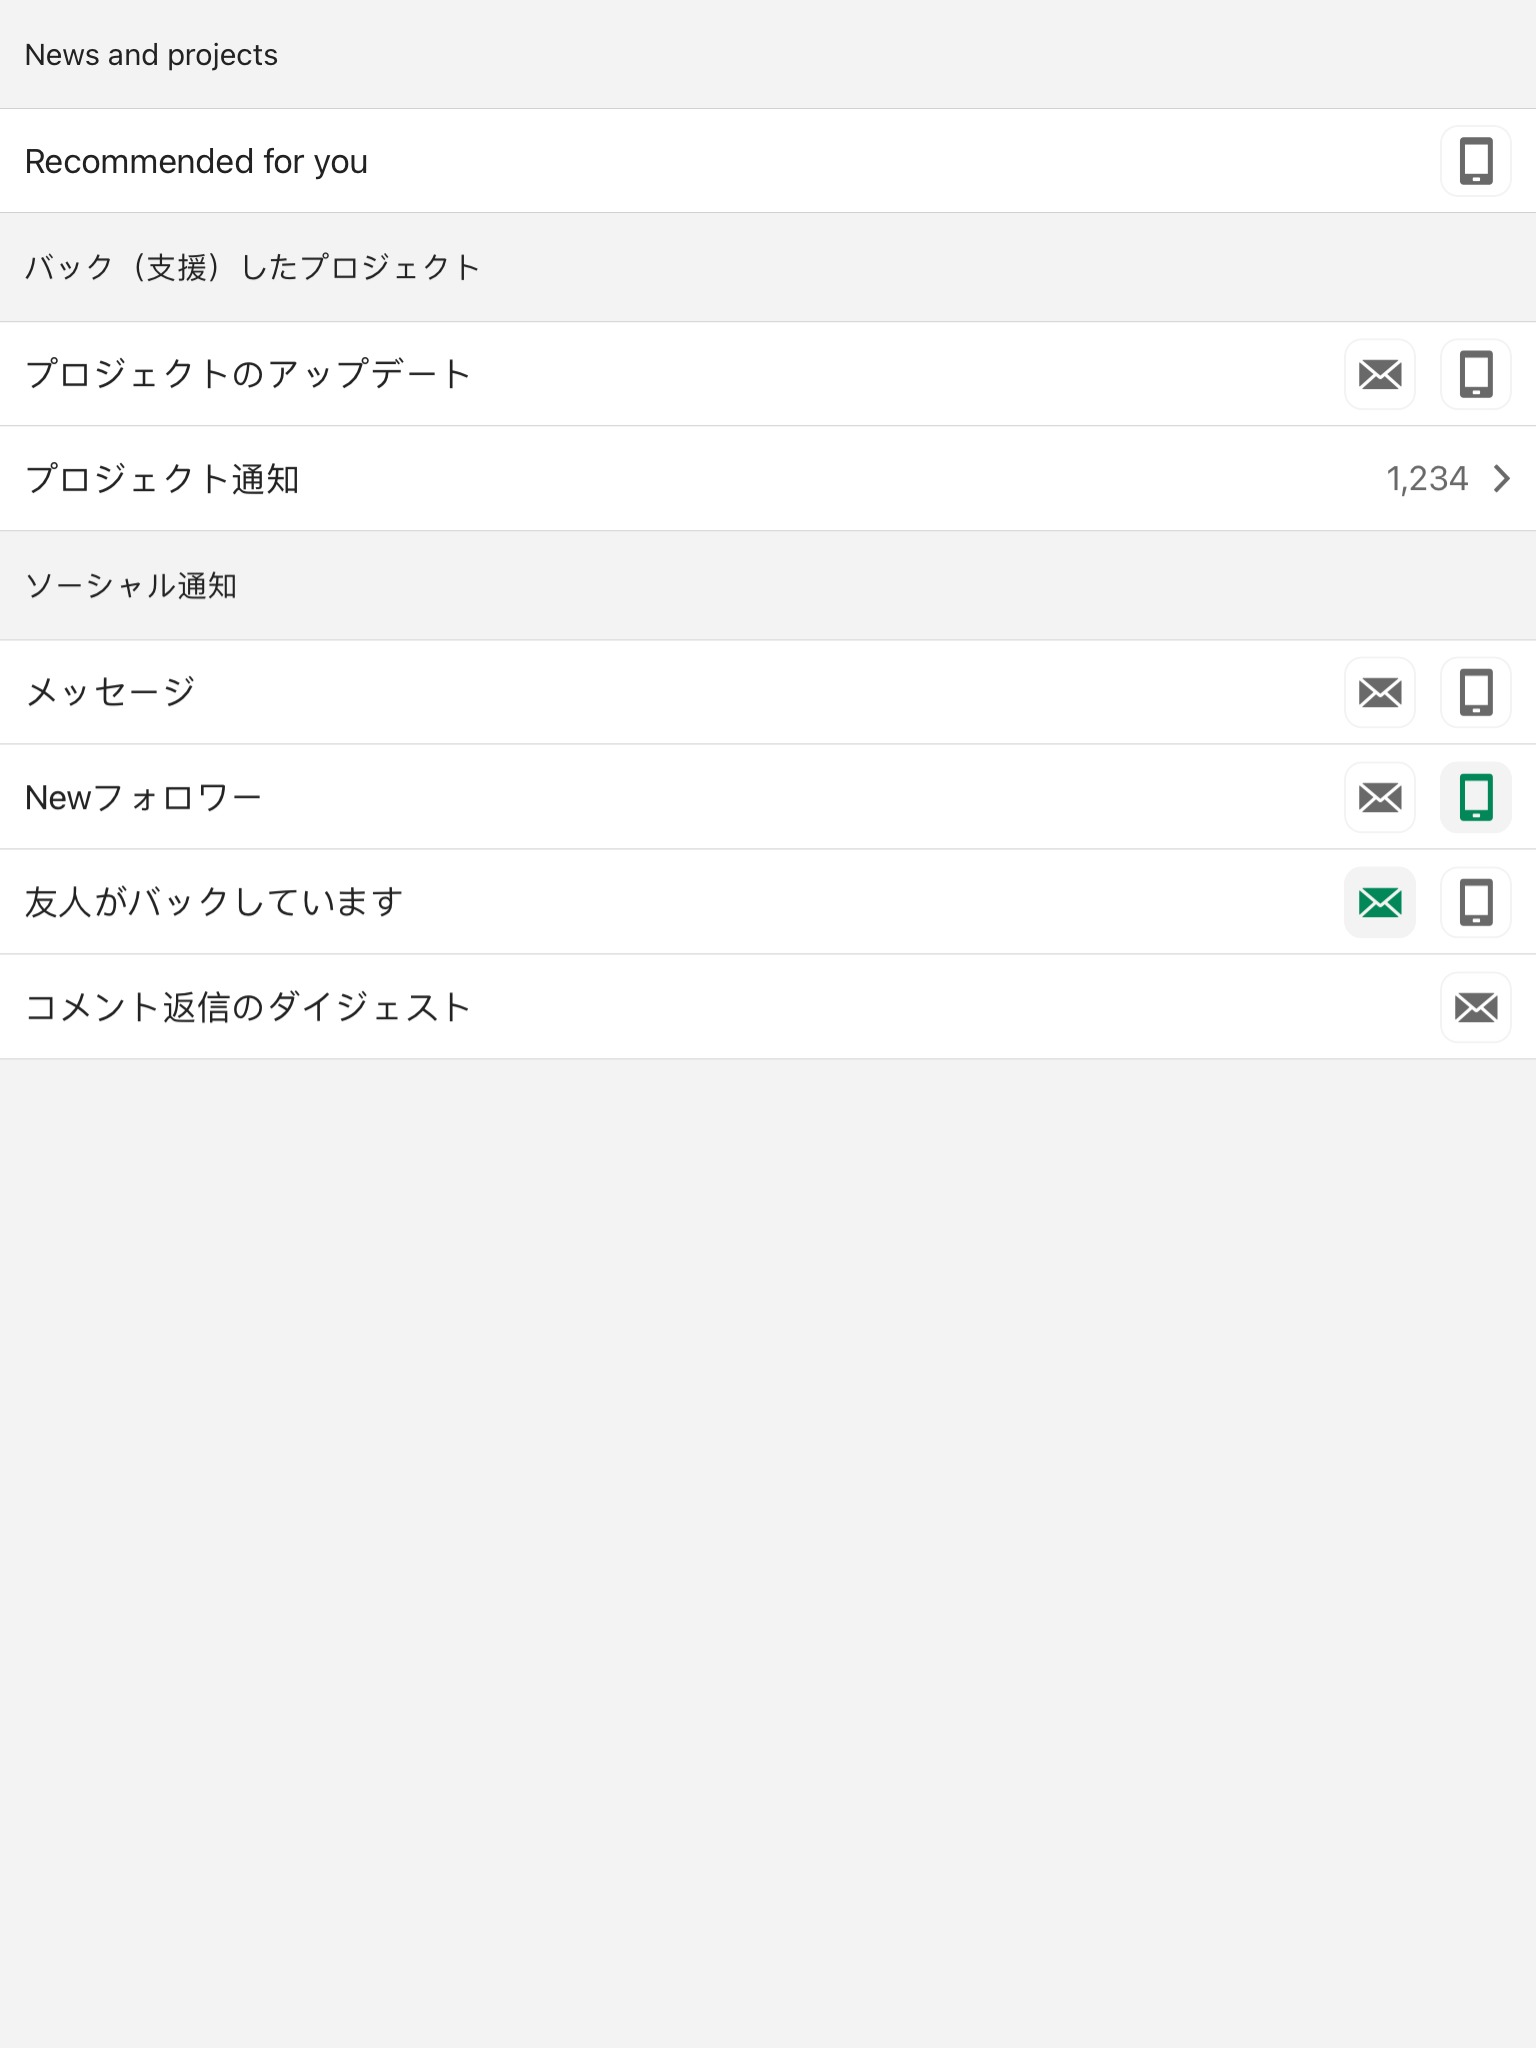 News and projects
Recommended for you
バック（支援）したプロジェクト
プロジェクトのアップデート
プロジェクト通知
1,234
ソーシャル通知
メッセージ
Newフォロワー
友人がバックしています
コメント返信のダイジェスト